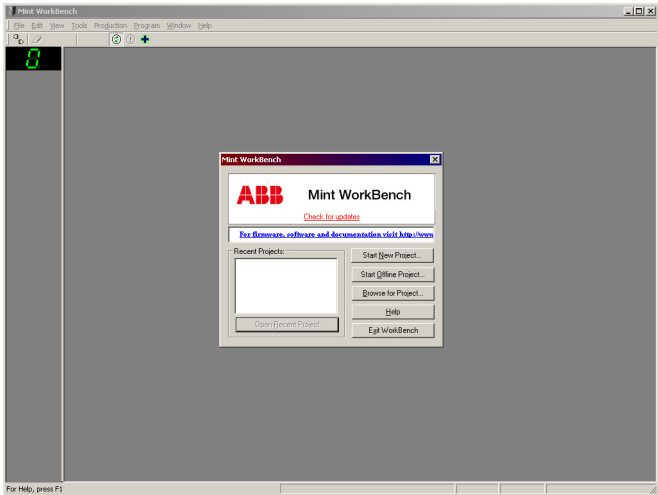 Mint WorkBench
File Edit View Tools Production Program Window Help
0
Mint WorkBench
ABB Mint WorkBench
Check for updates
For firmware, software and documentation visit http://www
Recent Projects:
Start New Project...
Start Offline Project...
Browse for Project...
Help
Open Recent Project
Exit WorkBench
For Help, press F1